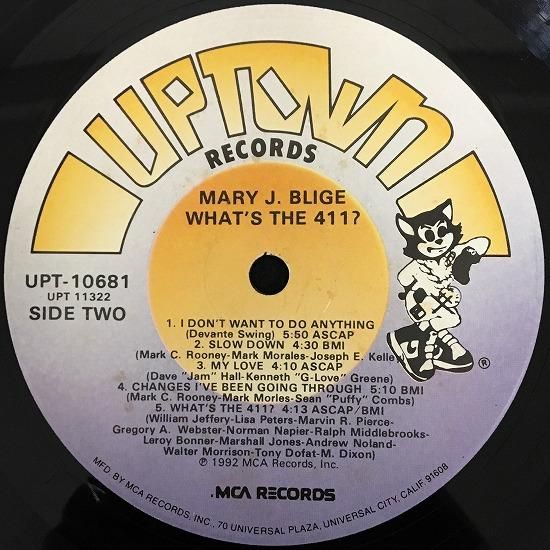 UPTOWN
RECORDS
MARY J. BLIGE
WHAT'S THE 411?
UPT-10681
UPT 11322
SIDE TWO
1. I DON'T WANT TO DO ANYTHING
(Devante Swing) 5:50 ASCAP
2. SLOW DOWN 4:30 BMI
(Mark C. Rooney-Mark Morales-Joseph E. Kelley)
3. MY LOVE 4:10 ASCAP
(Dave "Jam" Hall-Kenneth "G-Love" Greene)
4. CHANGES I'VE BEEN GOING THROUGH 5:10 BMI
(Mark C. Rooney-Mark Morles-Sean "Puffy" Combs)
5. WHAT'S THE 411? 4:13 ASCAP/BMI
(William Jeffery-Lisa Peters-Marvin R. Pierce-
Gregory A. Webster-Norman Napier-Ralph Middlebrooks-
Leroy Bonner-Marshall Jones-Andrew Noland-
Walter Morrison-Tony Dofat-M. Dixon)
Ⓟ 1992 MCA Records, Inc.
.MCA RECORDS
MFD BY MCA RECORDS, INC., 70 UNIVERSAL PLAZA, UNIVERSAL CITY, CALIF. 91608
®